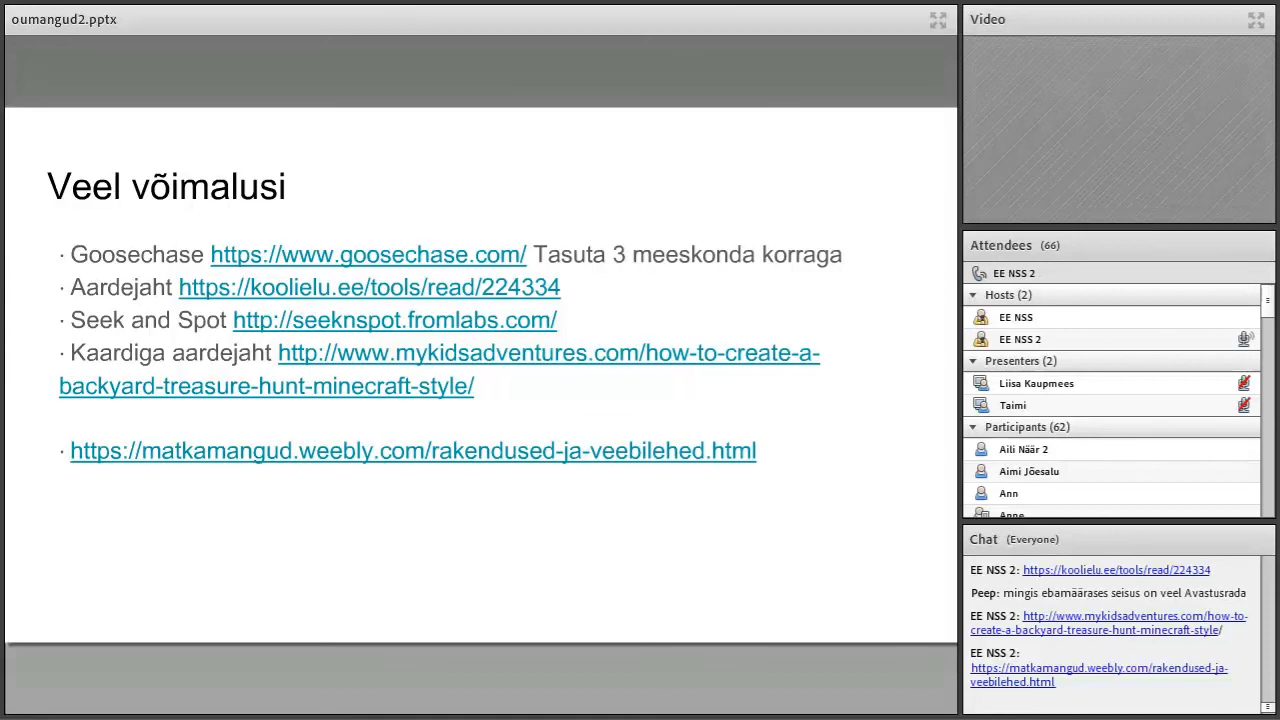 oumangud2.pptx
Veel võimalusi
· Goosechase https://www.goosechase.com/ Tasuta 3 meeskonda korraga
· Aardejaht https://koolielu.ee/tools/read/224334
· Seek and Spot http://seeknspot.fromlabs.com/
· Kaardiga aardejaht http://www.mykidsadventures.com/how-to-create-a-
backyard-treasure-hunt-minecraft-style/
· https://matkamangud.weebly.com/rakendused-ja-veebilehed.html
Video
Attendees (66)
EE NSS 2
Hosts (2)
EE NSS
EE NSS 2
Presenters (2)
Liisa Kaupmees
Taimi
Participants (62)
Aili Näär 2
Aimi Jõesalu
Ann
Anne
Chat (Everyone)
EE NSS 2: https://koolielu.ee/tools/read/224334
Peep: mingis ebamäärases seisus on veel Avastusrada
EE NSS 2: http://www.mykidsadventures.com/how-to-
create-a-backyard-treasure-hunt-minecraft-style/
EE NSS 2:
https://matkamangud.weebly.com/rakendused-ja-
veebilehed.html